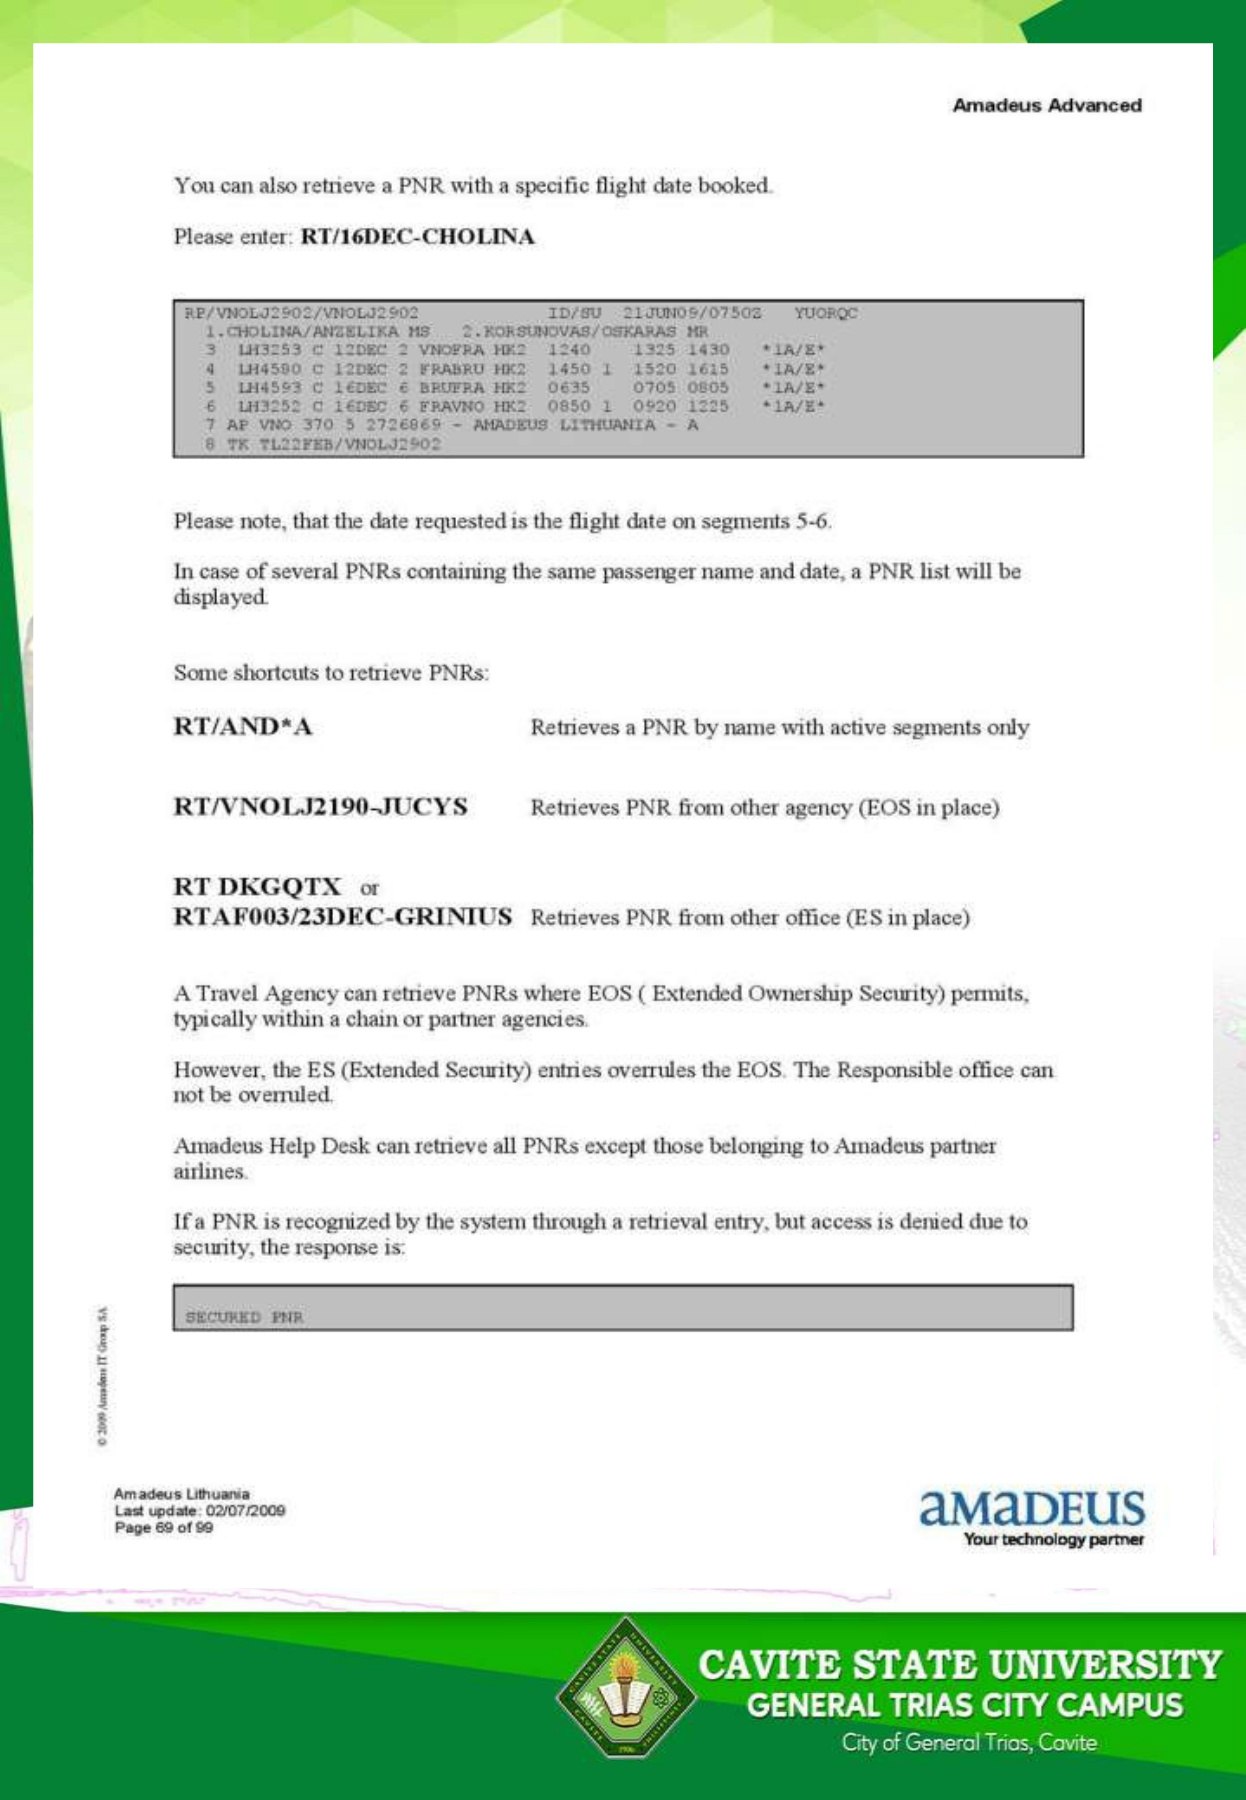 Amadeus Advanced
You can also retrieve a PNR with a specific flight date booked.
Please enter: RT/16DEC-CHOLINA
RP/VNOLJ2902/VNOLJ2902 ID/SU 21JUN09/0750Z YUORQC
1.CHOLINA/ANZELIKA MS 2.KORSUNOVAS/OSKARAS MR
3 LH3253 C 12DEC 2 VNOFRA HK2 1240 1325 1430 *1A/E*
4 LH4580 C 12DEC 2 FRABRU HK2 1450 1 1520 1615 *1A/E*
5 LH4593 C 16DEC 6 BRUFRA HK2 0635 0705 0805 *1A/E*
6 LH3252 C 16DEC 6 FRAVNO HK2 0850 1 0920 1225 *1A/E*
7 AP VNO 370 5 2726869 - AMADEUS LITHUANIA - A
8 TK TL22FEB/VNOLJ2902
Please note, that the date requested is the flight date on segments 5-6.
In case of several PNRs containing the same passenger name and date, a PNR list will be
displayed.
Some shortcuts to retrieve PNRs:
RT/AND*A Retrieves a PNR by name with active segments only
RT/VNOLJ2190-JUCYS Retrieves PNR from other agency (EOS in place)
RT DKGQTX or
RTAF003/23DEC-GRINIUS Retrieves PNR from other office (ES in place)
A Travel Agency can retrieve PNRs where EOS ( Extended Ownership Security) permits,
typically within a chain or partner agencies.
However, the ES (Extended Security) entries overrules the EOS. The Responsible office can
not be overruled.
Amadeus Help Desk can retrieve all PNRs except those belonging to Amadeus partner
airlines.
If a PNR is recognized by the system through a retrieval entry, but access is denied due to
security, the response is:
SECURED PNR
© 2009 Amadeus IT Group SA
Amadeus Lithuania
Last update: 02/07/2009
Page 69 of 99
aMaDEUS
Your technology partner
CAVITE STATE UNIVERSITY
GENERAL TRIAS CITY CAMPUS
City of General Trias, Cavite